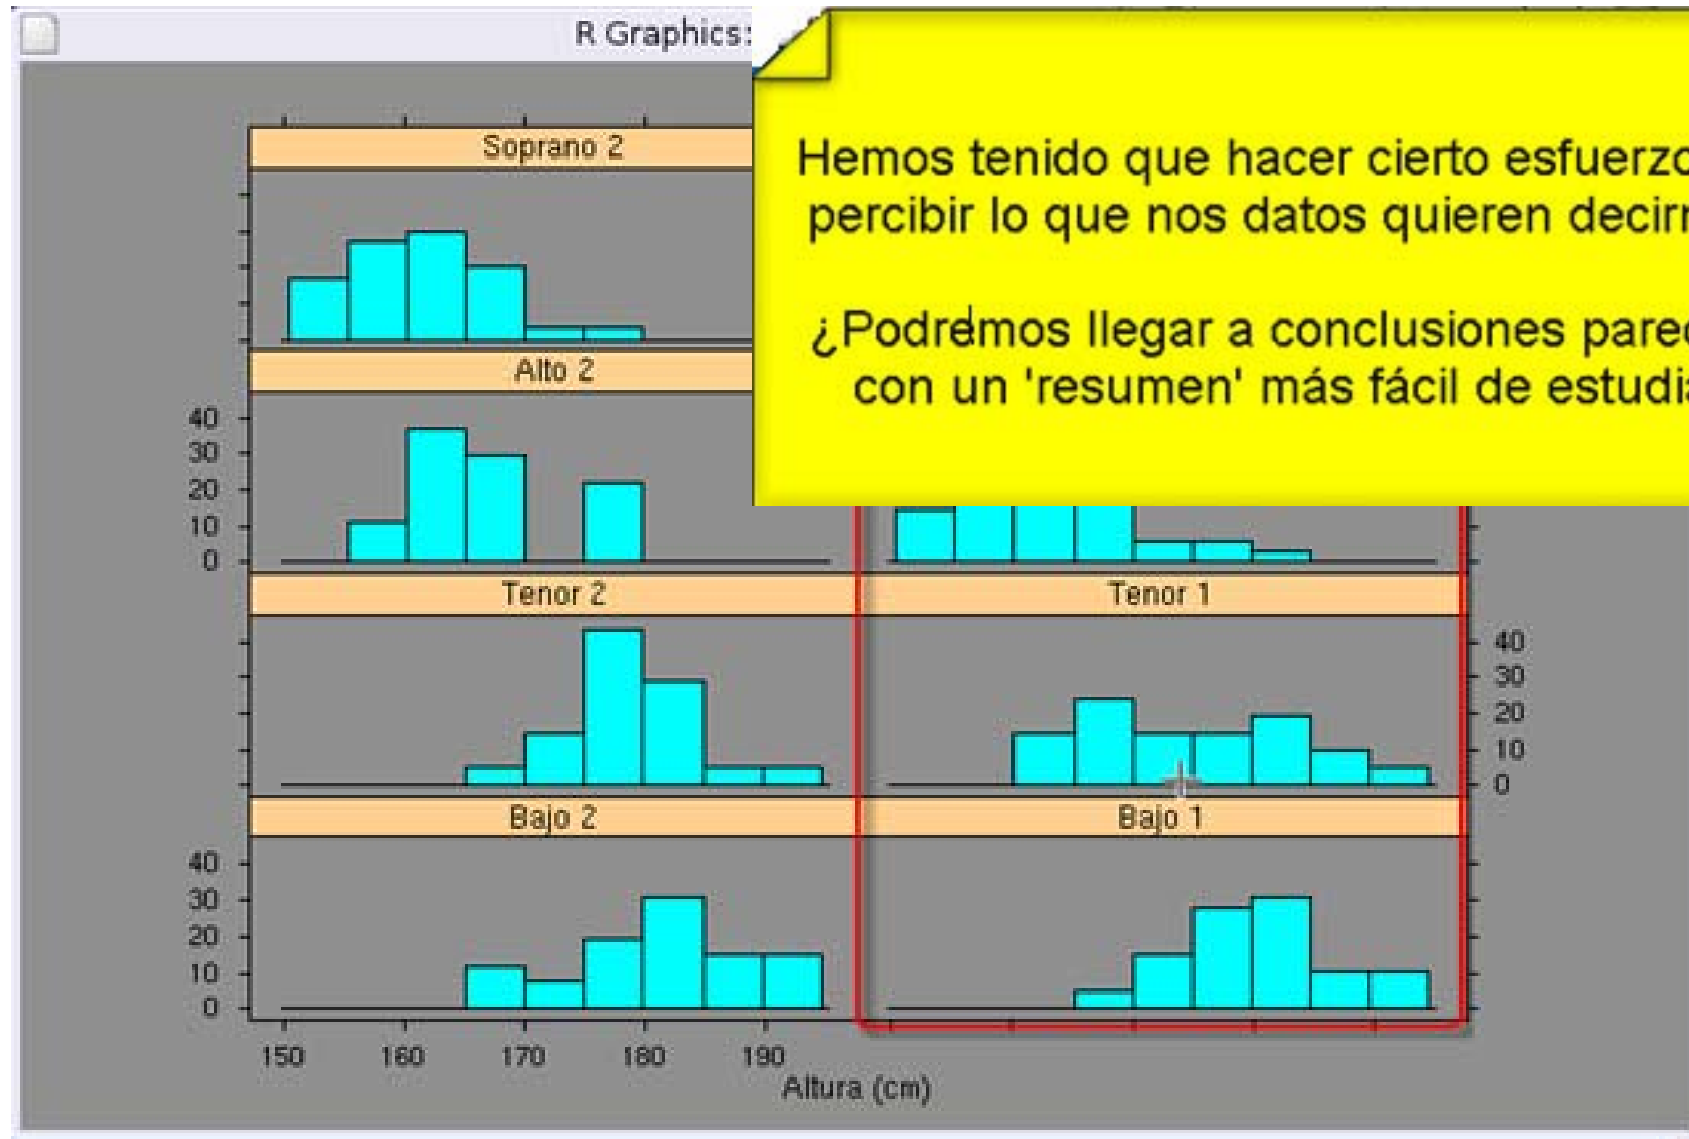 R Graphics:
Hemos tenido que hacer cierto esfuerzo
percibir lo que nos datos quieren decir
¿Podremos llegar a conclusiones
con un 'resumen' más fácil de
Soprano 2
Alto 2
40
30
20
10
0
Tenor 2
Tenor 1
40
30
20
10
0
Bajo 2
Bajo 1
40
30
20
10
0
150 160 170 180 190
Altura (cm)